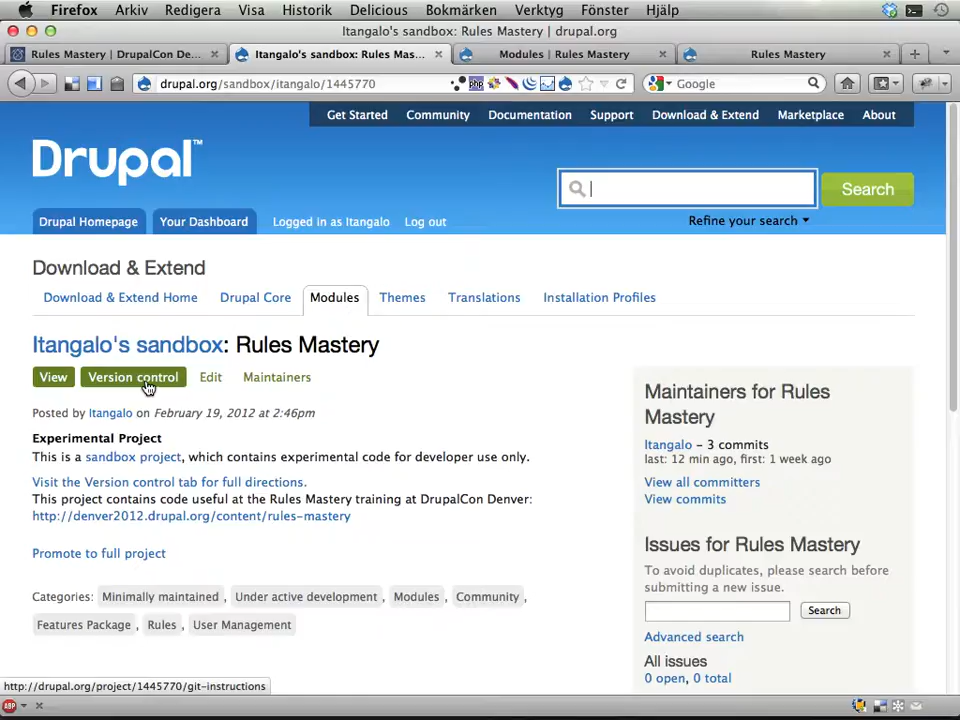 Firefox Arkiv Redigera Visa Historik Delicious Bokmärken Verktyg Fönster Hjälp
Itangalo's sandbox: Rules Mastery | drupal.org
Rules Mastery | DrupalCon De...
Itangalo's sandbox: Rules Mas...
Modules | Rules Mastery
Rules Mastery
drupal.org/sandbox/itangalo/1445770
php
Google
Get Started Community Documentation Support Download & Extend Marketplace About
Drupal™
Search
Refine your search
Drupal Homepage Your Dashboard Logged in as Itangalo Log out
Download & Extend
Download & Extend Home Drupal Core Modules Themes Translations Installation Profiles
Itangalo's sandbox: Rules Mastery
View Version control Edit Maintainers
Posted by Itangalo on February 19, 2012 at 2:46pm
Experimental Project
This is a sandbox project, which contains experimental code for developer use only.
Visit the Version control tab for full directions.
This project contains code useful at the Rules Mastery training at DrupalCon Denver:
http://denver2012.drupal.org/content/rules-mastery
Promote to full project
Categories: Minimally maintained , Under active development , Modules , Community ,
Features Package , Rules , User Management
Maintainers for Rules
Mastery
Itangalo – 3 commits
last: 12 min ago, first: 1 week ago
View all committers
View commits
Issues for Rules Mastery
To avoid duplicates, please search before
submitting a new issue.
Search
Advanced search
All issues
0 open, 0 total
http://drupal.org/project/1445770/git-instructions
ABP